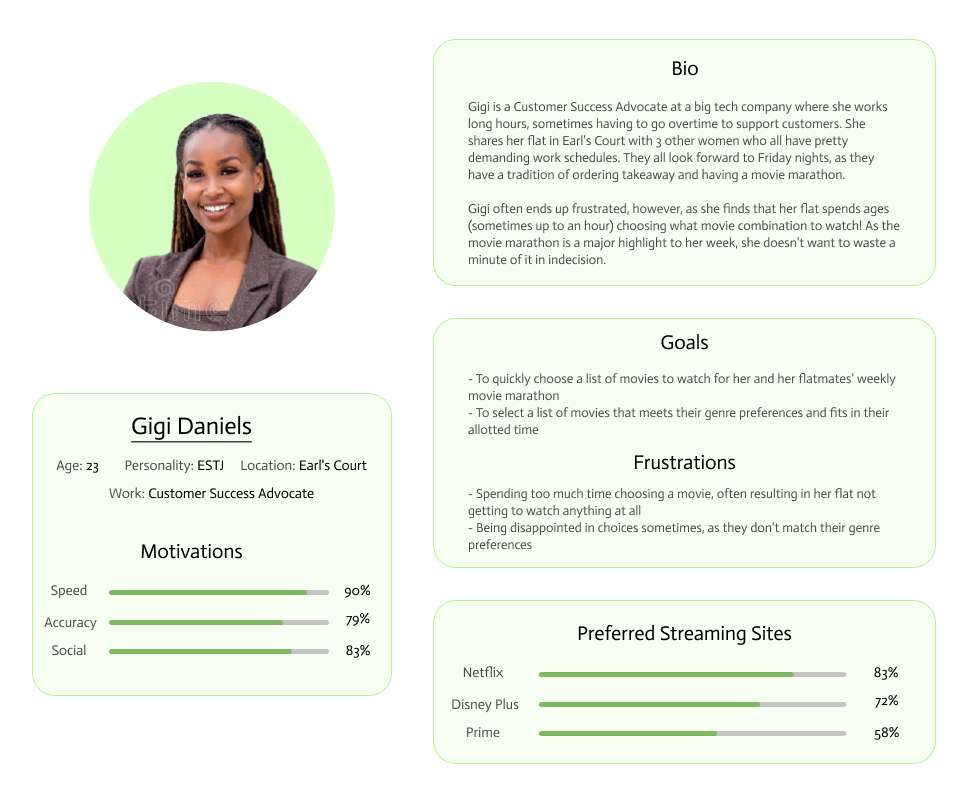 Gigi Daniels
Age: 23 Personality: ESTJ Location: Earl's Court
Work: Customer Success Advocate
Motivations
Speed 90%
Accuracy 79%
Social 83%
Bio
Gigi is a Customer Success Advocate at a big tech company where she works
long hours, sometimes having to go overtime to support customers. She
shares her flat in Earl's Court with 3 other women who all have pretty
demanding work schedules. They all look forward to Friday nights, as they
have a tradition of ordering takeaway and having a movie marathon.
Gigi often ends up frustrated, however, as she finds that her flat spends ages
(sometimes up to an hour) choosing what movie combination to watch! As the
movie marathon is a major highlight to her week, she doesn't want to waste a
minute of it in indecision.
Goals
- To quickly choose a list of movies to watch for her and her flatmates' weekly
movie marathon
- To select a list of movies that meets their genre preferences and fits in their
allotted time
Frustrations
- Spending too much time choosing a movie, often resulting in her flat not
getting to watch anything at all
- Being disappointed in choices sometimes, as they don't match their genre
preferences
Preferred Streaming Sites
Netflix 83%
Disney Plus 72%
Prime 58%